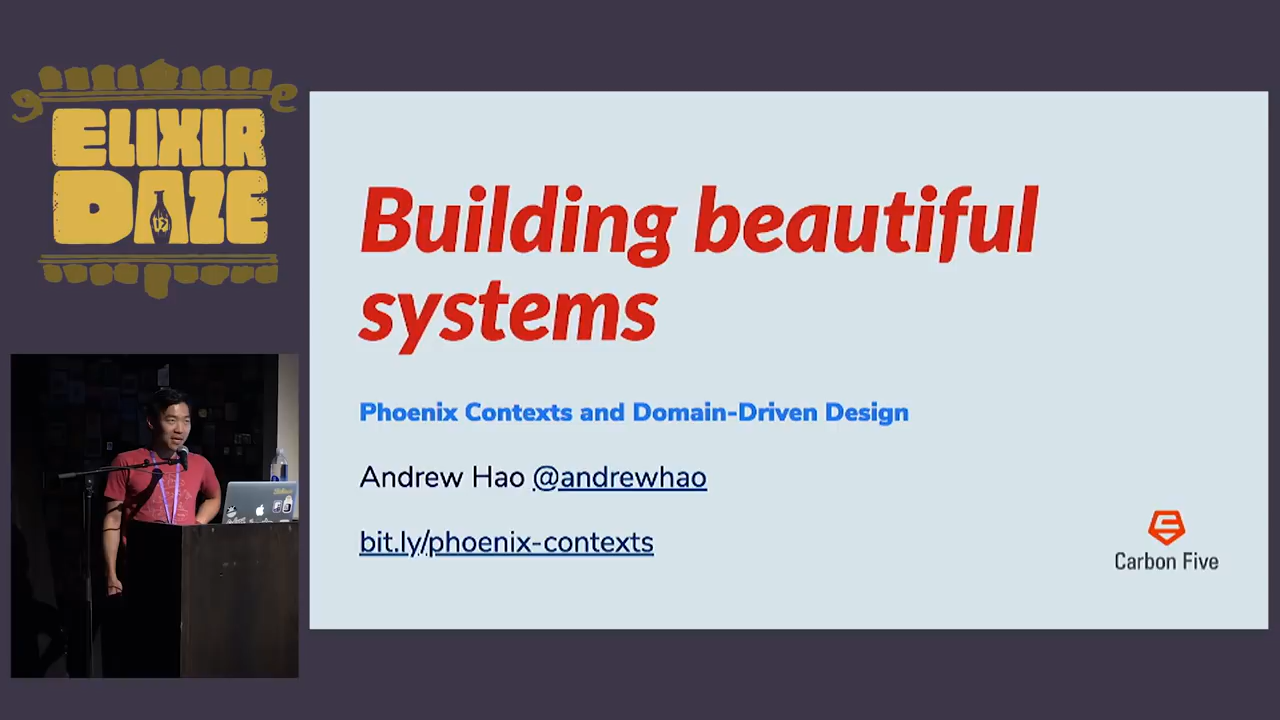 ELIXIR
DAZE
Building beautiful
systems
Phoenix Contexts and Domain-Driven Design
Andrew Hao @andrewhao
bit.ly/phoenix-contexts
Carbon Five